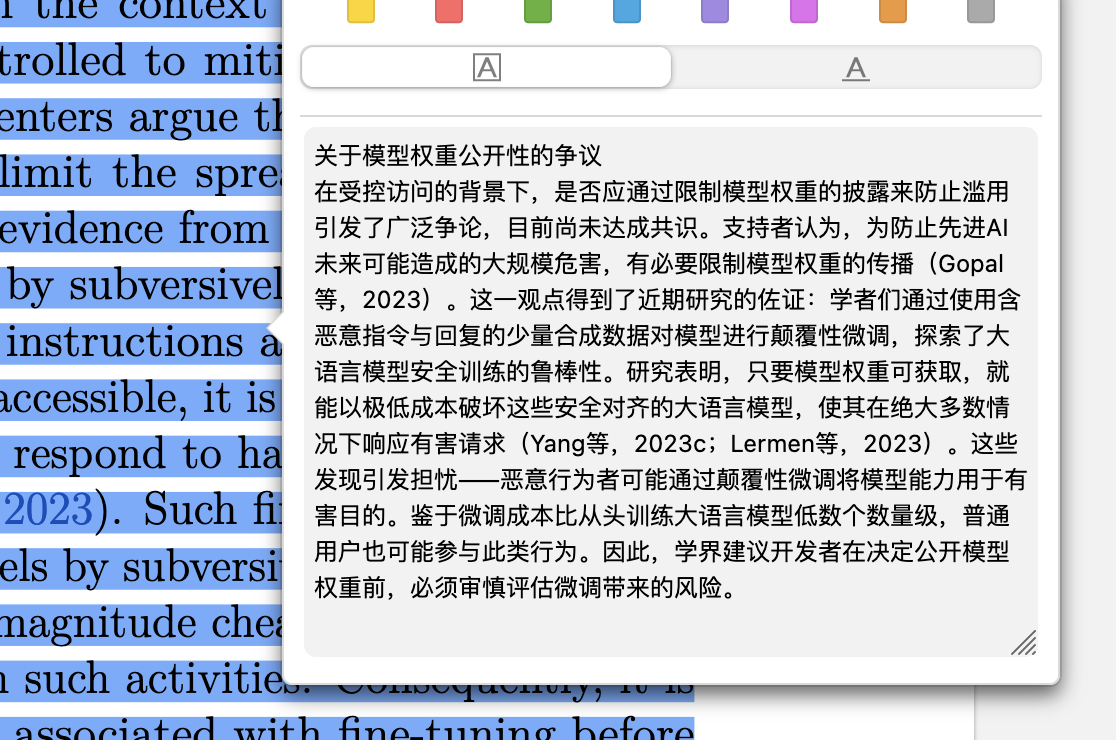 the context
trolled to
enters argue
limit the
evidence from
by
instructions
accessible, it is
respond to
2023). Such
els by
magnitude
such activities.
associated with fine-tuning before
A
A
关于模型权重公开性的争议
在受控访问的背景下，是否应通过限制模型权重的披露来防止滥用
引发了广泛争论，目前尚未达成共识。支持者认为，为防止先进AI
未来可能造成的大规模危害，有必要限制模型权重的传播（Gopal
等，2023）。这一观点得到了近期研究的佐证：学者们通过使用含
恶意指令与回复的少量合成数据对模型进行颠覆性微调，探索了大
语言模型安全训练的鲁棒性。研究表明，只要模型权重可获取，就
能以极低成本破坏这些安全对齐的大语言模型，使其在绝大多数情
况下响应有害请求（Yang等，2023c；Lermen等，2023）。这些
发现引发担忧——恶意行为者可能通过颠覆性微调将模型能力用于有
害目的。鉴于微调成本比从头训练大语言模型低数个数量级，普通
用户也可能参与此类行为。因此，学界建议开发者在决定公开模型
权重前，必须审慎评估微调带来的风险。